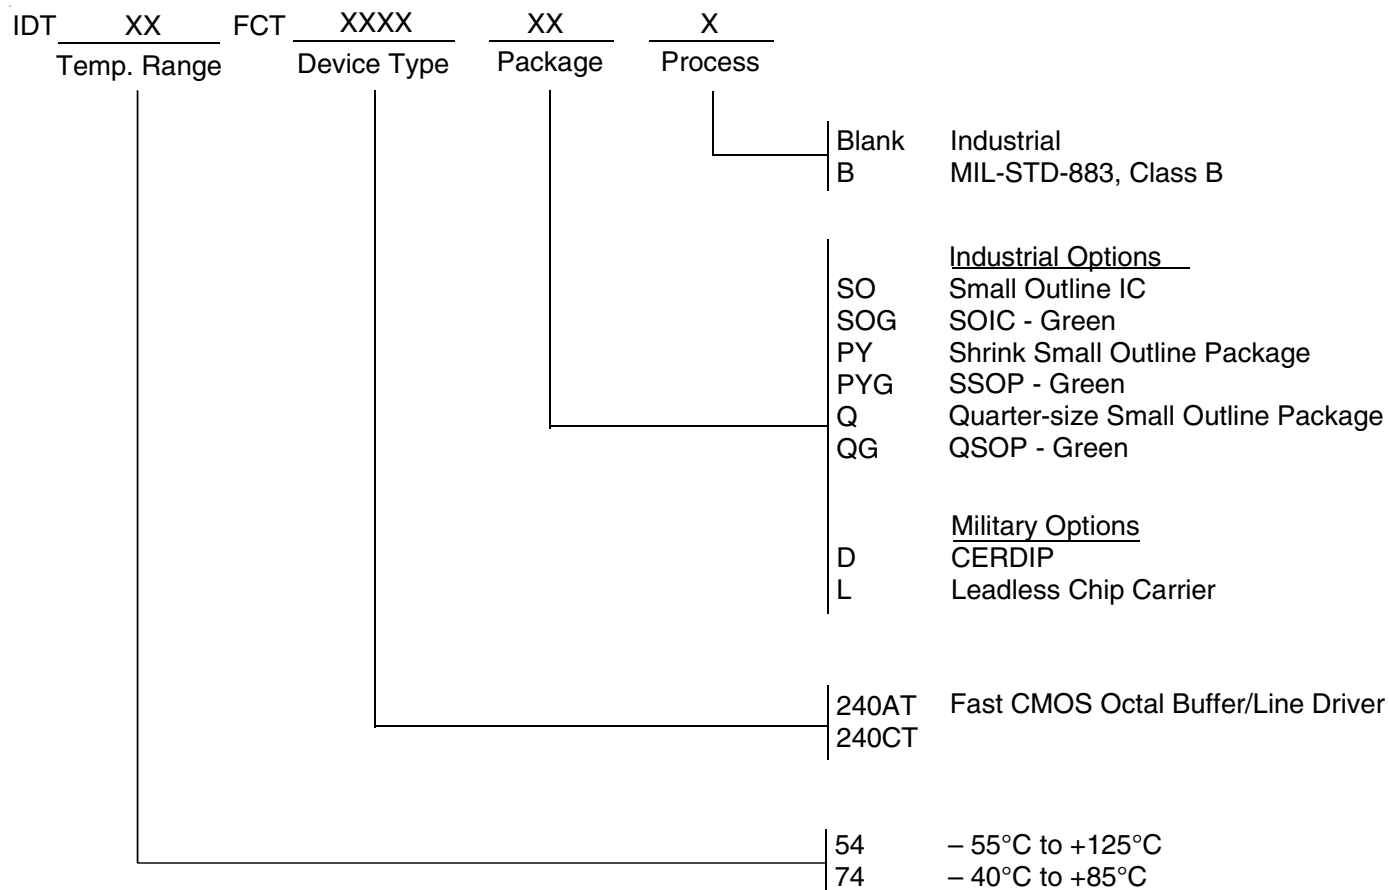 IDT XX FCT XXXX XX X
Temp. Range Device Type Package Process
Blank Industrial
B MIL-STD-883, Class B
Industrial Options
SO Small Outline IC
SOG SOIC - Green
PY Shrink Small Outline Package
PYG SSOP - Green
Q Quarter-size Small Outline Package
QG QSOP - Green
Military Options
D CERDIP
L Leadless Chip Carrier
240AT Fast CMOS Octal Buffer/Line Driver
240CT
54 – 55°C to +125°C
74 – 40°C to +85°C